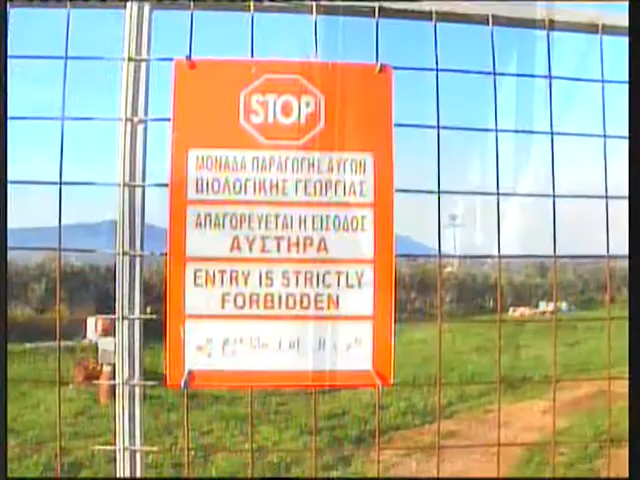 STOP
ΜΟΝΑΔΑ ΠΑΡΑΓΩΓΗΣ ΑΥΓΩΝ
ΒΙΟΛΟΓΙΚΗΣ ΓΕΩΡΓΙΑΣ
ΑΠΑΓΟΡΕΥΕΤΑΙ Η ΕΙΣΟΔΟΣ
ΑΥΣΤΗΡΑ
ENTRY IS STRICTLY
FORBIDDEN